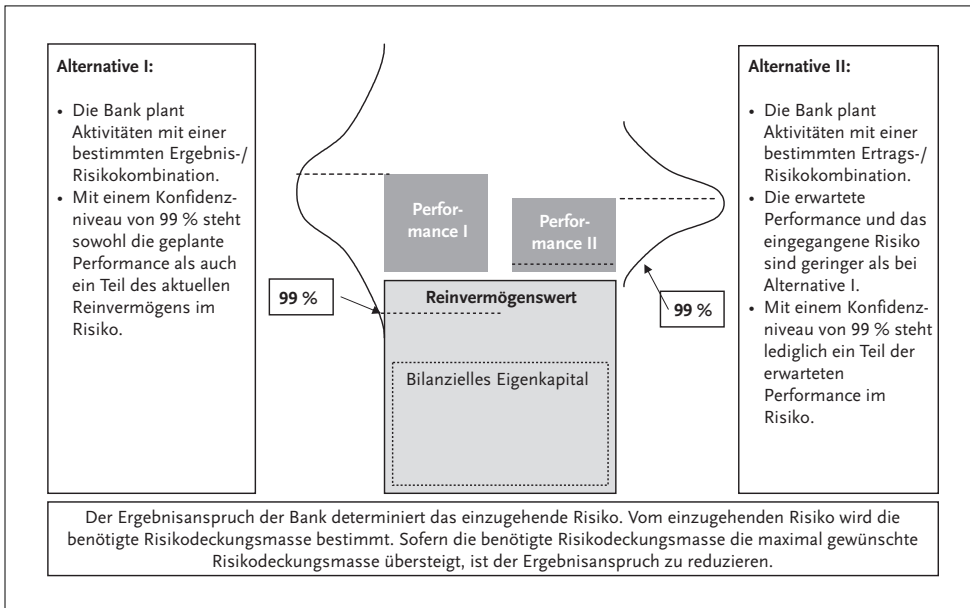 Alternative I:
• Die Bank plant
Aktivitäten mit einer
bestimmten Ergebnis-/
Risikokombination.
• Mit einem Konfidenz-
niveau von 99 % steht
sowohl die geplante
Performance als auch
ein Teil des aktuellen
Reinvermögens im
Risiko.
99 %
Perfor-
mance I
Perfor-
mance II
Reinvermögenswert
Bilanzielles Eigenkapital
99 %
Alternative II:
• Die Bank plant
Aktivitäten mit einer
bestimmten Ertrags-/
Risikokombination.
• Die erwartete
Performance und das
eingegangene Risiko
sind geringer als bei
Alternative I.
• Mit einem Konfidenz-
niveau von 99 % steht
lediglich ein Teil der
erwarteten
Performance im
Risiko.
Der Ergebnisanspruch der Bank determiniert das einzugehende Risiko. Vom einzugehenden Risiko wird die
benötigte Risikodeckungsmasse bestimmt. Sofern die benötigte Risikodeckungsmasse die maximal gewünschte
Risikodeckungsmasse übersteigt, ist der Ergebnisanspruch zu reduzieren.